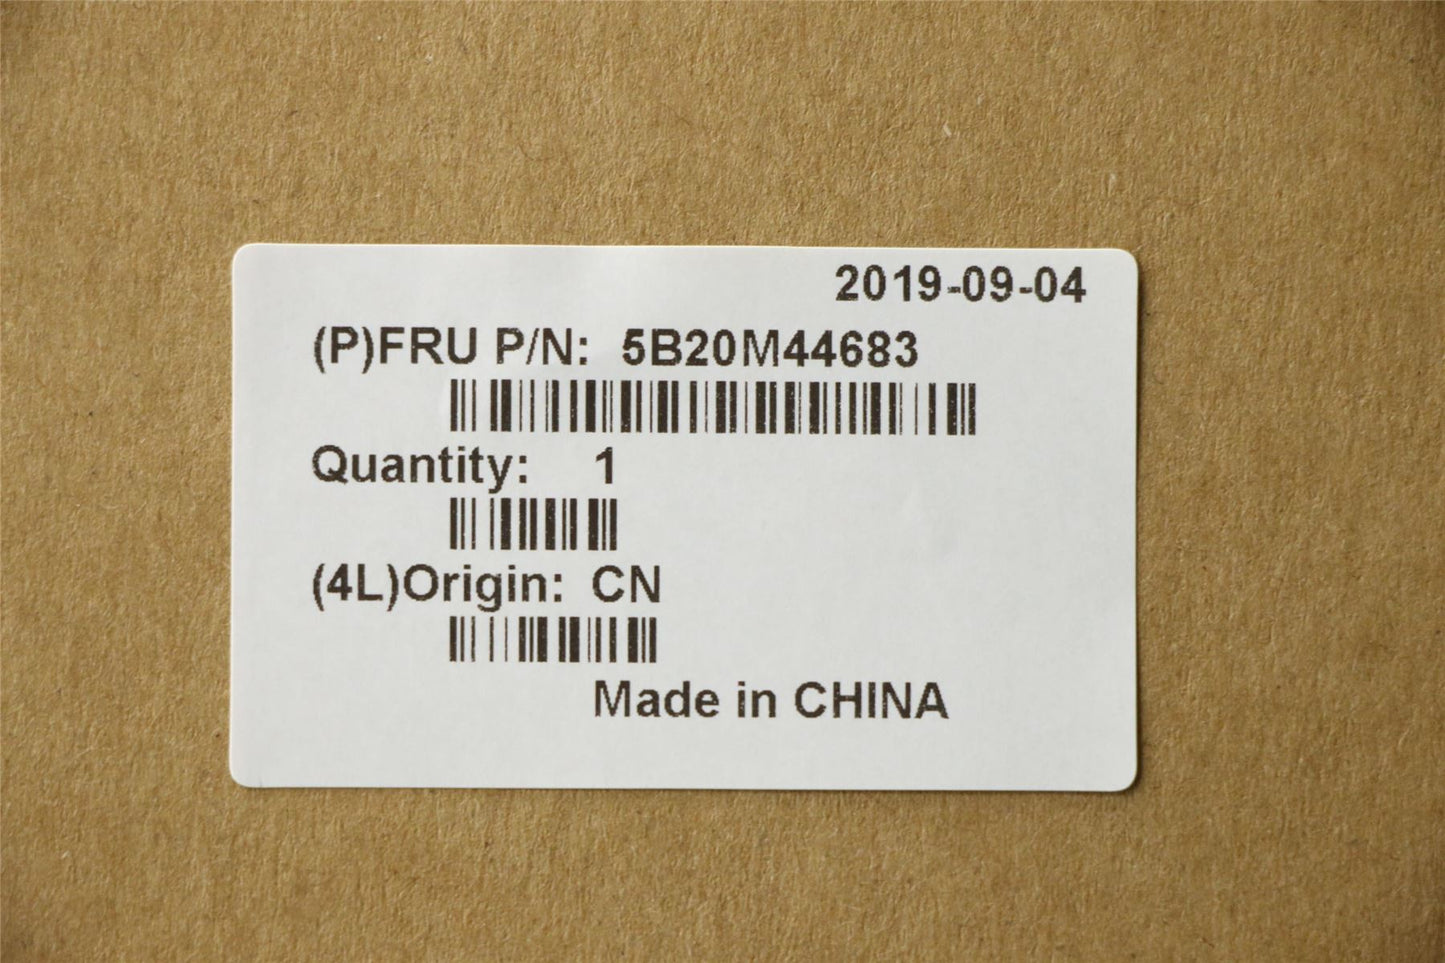 2019-09-04
(P)FRU P/N: 5B20M44683
Quantity: 1
(4L)Origin: CN
Made in CHINA